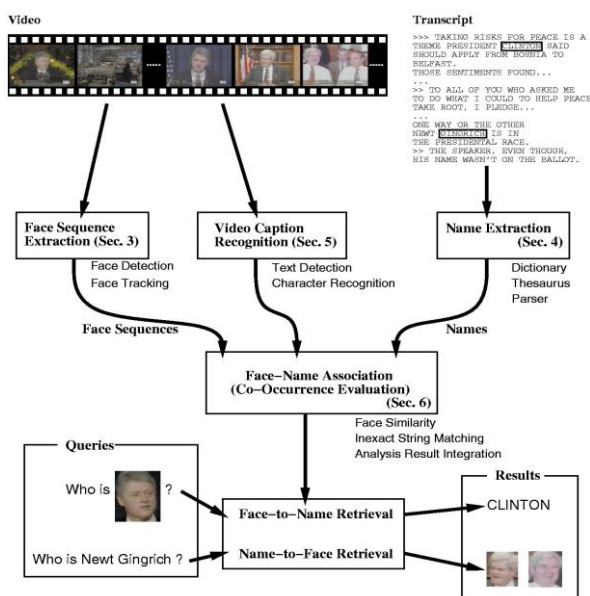 Video
Transcript
>>> TAKING RISKS FOR PEACE IS A
THEME PRESIDENT CLINTON SAID
SHOULD APPLY FROM BOSNIA TO
BELFAST.
THOSE SENTIMENTS FOUND...
...
>> TO ALL OF YOU WHO ASKED ME
TO DO WHAT I COULD TO HELP PEACE
TAKE ROOT, I PLEDGE...
...
ONE WAY OR THE OTHER
NEWT GINGRICH IS IN
THE PRESIDENTAL RACE.
>> THE SPEAKER, EVEN THOUGH,
HIS NAME WASN'T ON THE BALLOT.
Face Sequence
Extraction (Sec. 3)
Video Caption
Recognition (Sec. 5)
Name Extraction
(Sec. 4)
Face Detection
Face Tracking
Text Detection
Character Recognition
Dictionary
Thesaurus
Parser
Face Sequences
Names
Face−Name Association
(Co−Occurrence Evaluation)
(Sec. 6)
Face Similarity
Inexact String Matching
Analysis Result Integration
Queries
Results
Who is ?
Face−to−Name Retrieval
CLINTON
Who is Newt Gingrich ?
Name−to−Face Retrieval